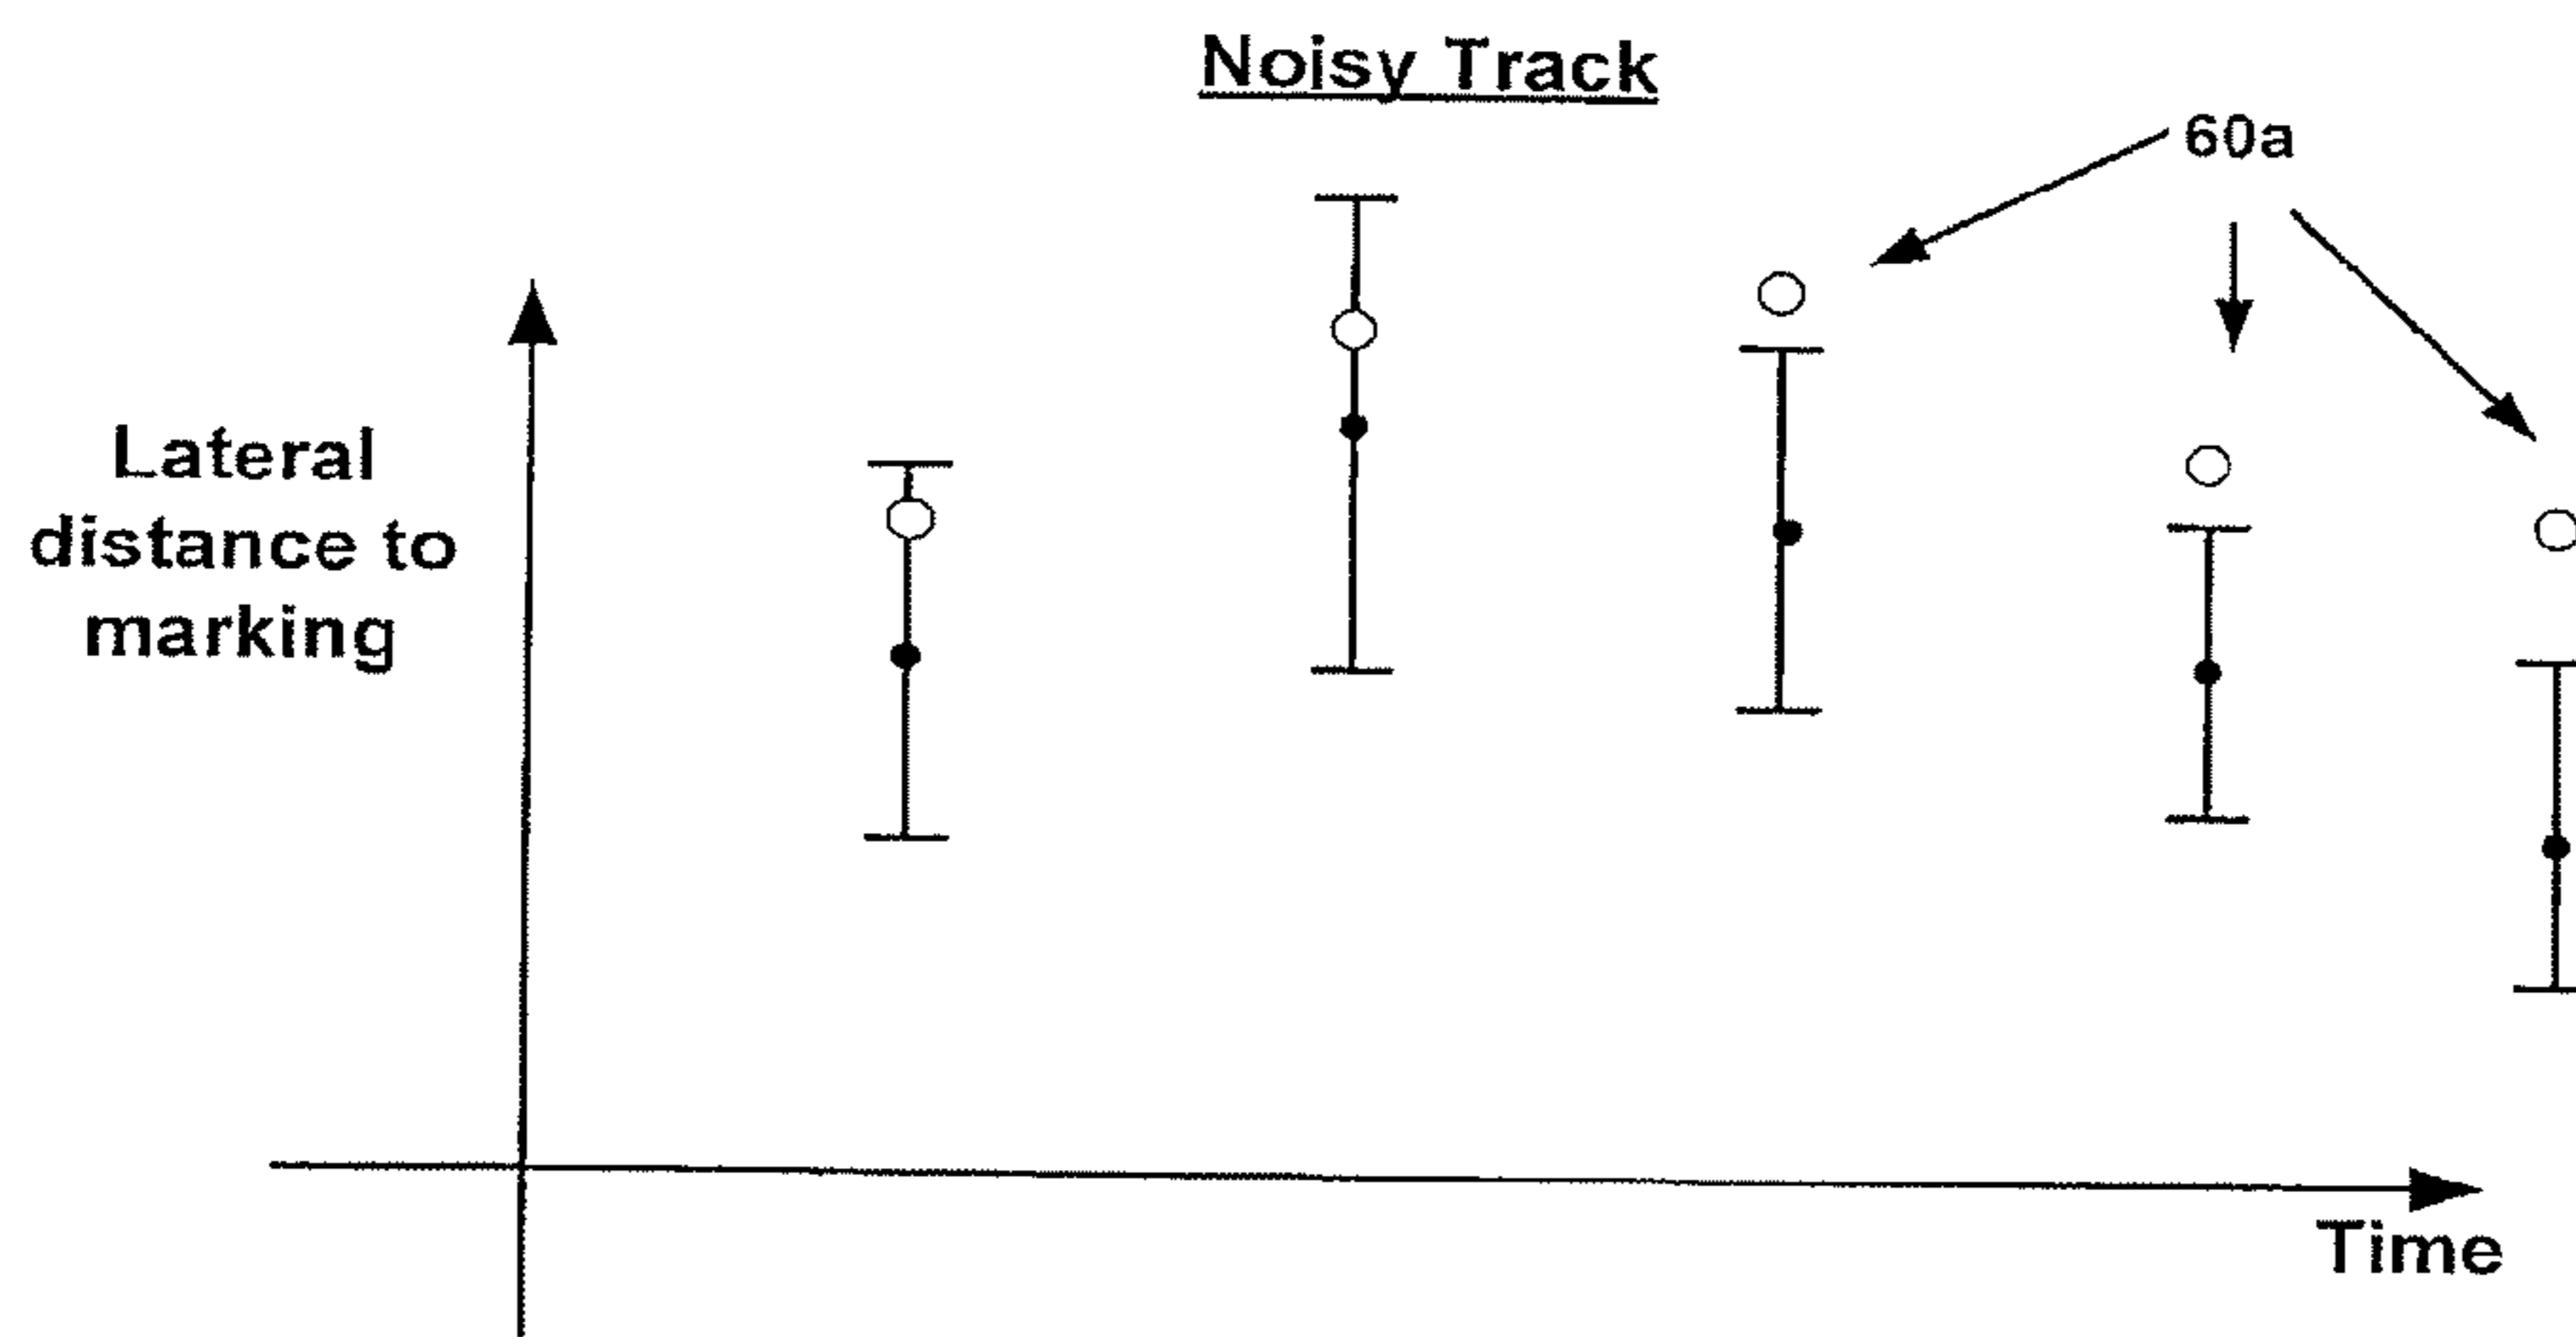 Noisy Track
60a
Lateral
distance to
marking
Time